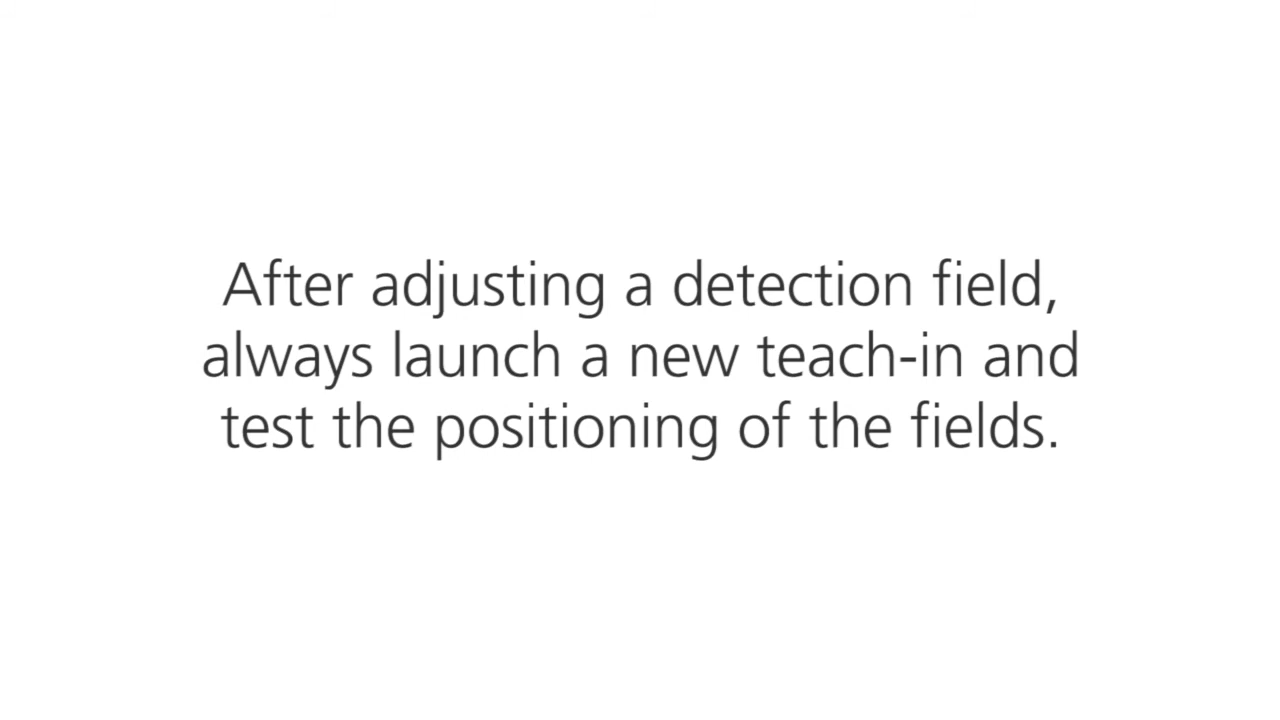 After adjusting a detection field,
always launch a new teach-in and
test the positioning of the fields.